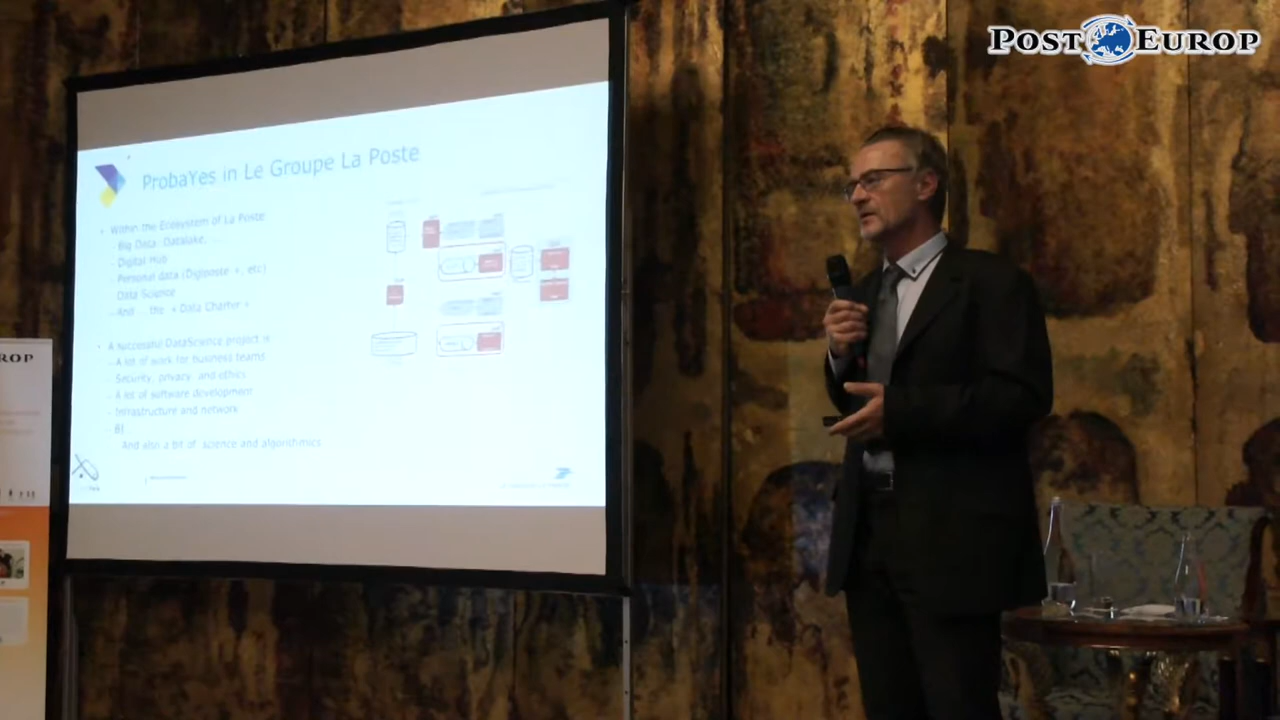 POST EUROP
ProbaYes in Le Groupe La Poste
Within the Ecosystem of La Poste
- Big Data: Datalake, ...
- Digital Hub
- Personal data (Digiposte +, etc)
- Data Science
- And ... the « Data Charter »
A successful DataScience project is
- A lot of work for business teams
- Security, privacy, and ethics
- A lot of software development
- Infrastructure and network
- BI
And also a bit of science and algorithmics
ROP